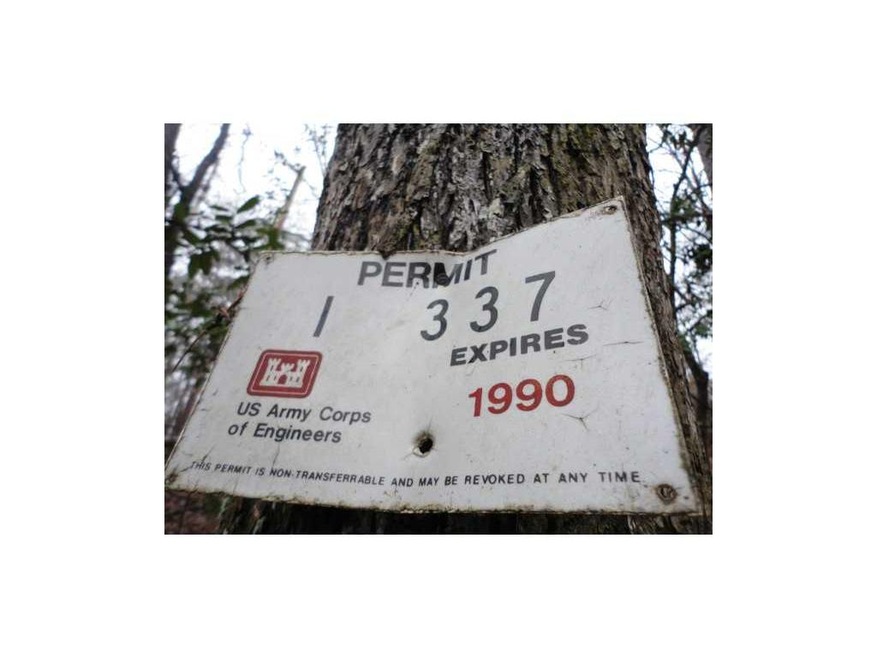 PERMIT
1 337
EXPIRES
1990
US Army Corps
of Engineers
THIS PERMIT IS NON-TRANSFERRABLE AND MAY BE REVOKED AT ANY TIME